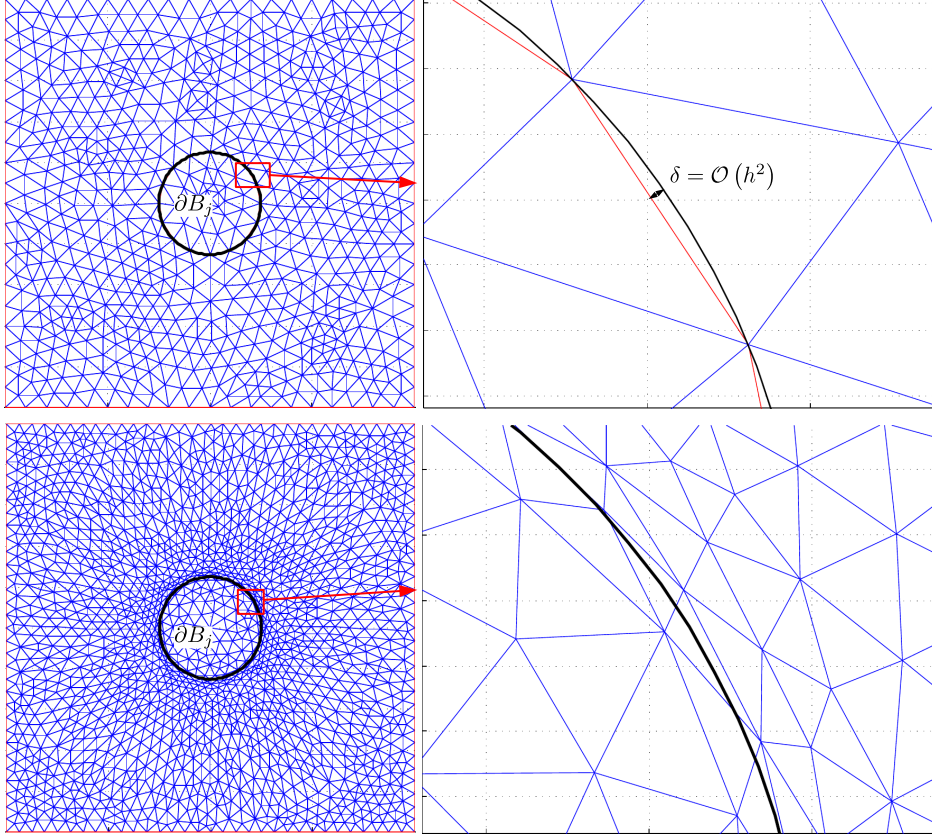 ∂B_j
δ = 𝒪 (h²)
∂B_j